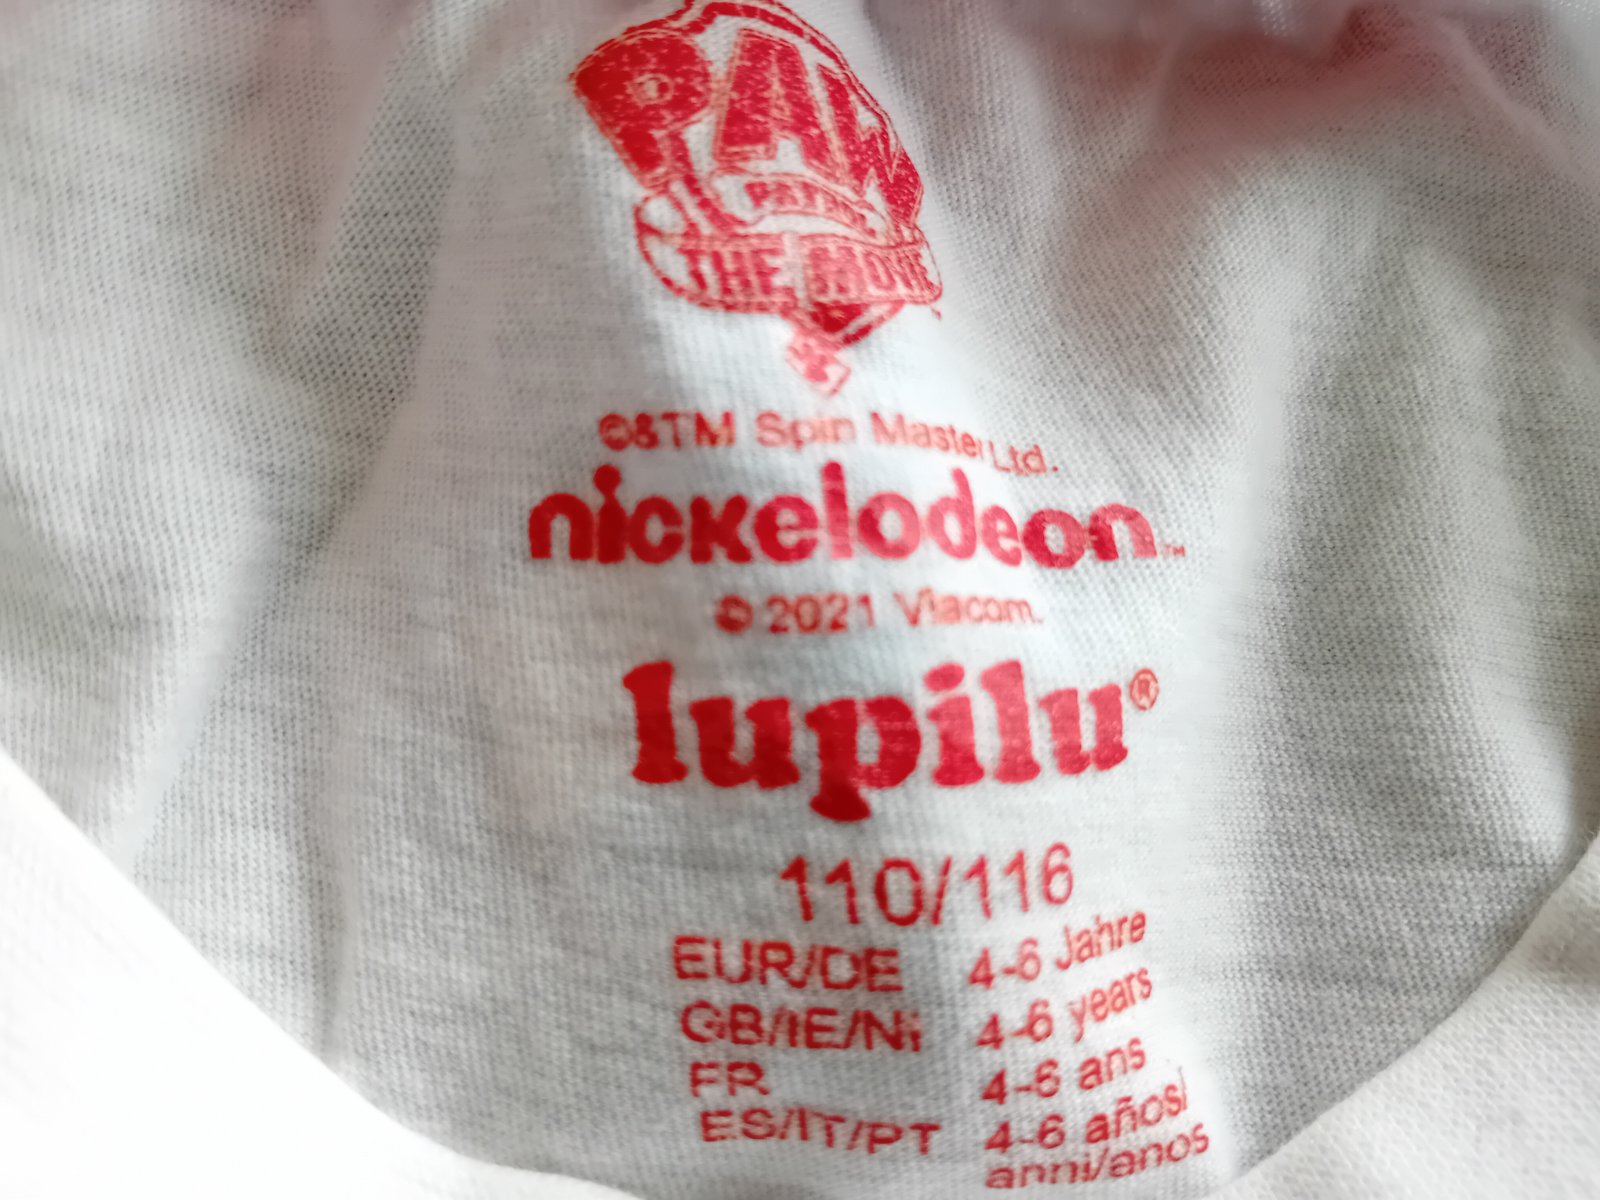 PAW
PATROL
THE MOVIE
©&TM Spin Master Ltd.
nickelodeon™
© 2021 Viacom.
lupilu®
110/116
EUR/DE 4-6 Jahre
GB/IE/NI 4-6 years
FR 4-6 ans
ES/IT/PT 4-6 años/
anni/anos